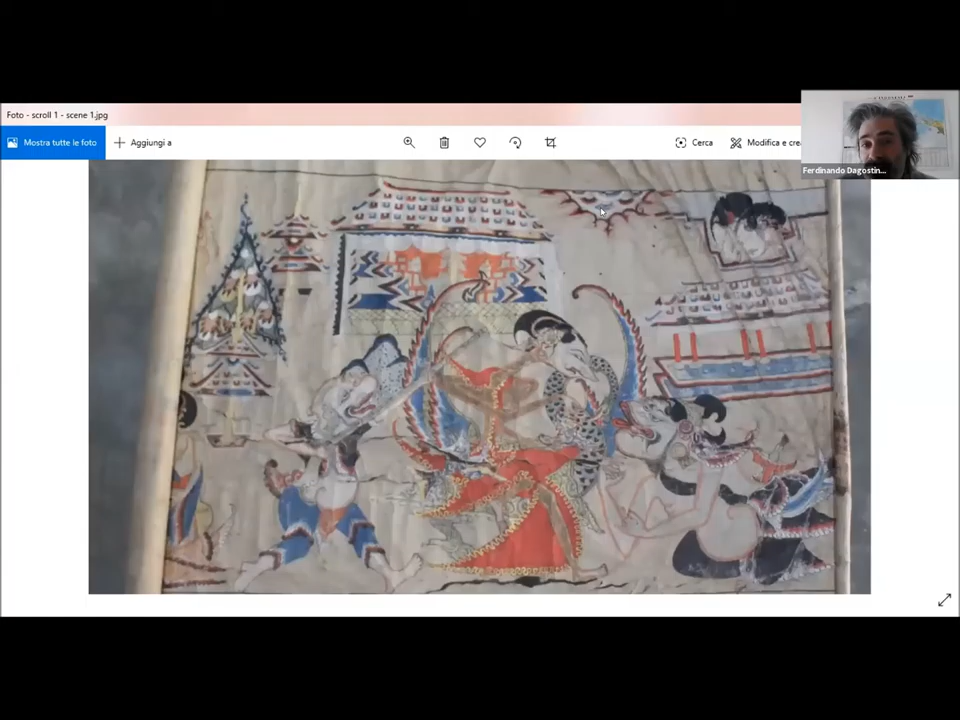 Foto - scroll 1 - scene 1.jpg
Mostra tutte le foto
Aggiungi a
Cerca
Modifica e crea
Ferdinando Dagostin...